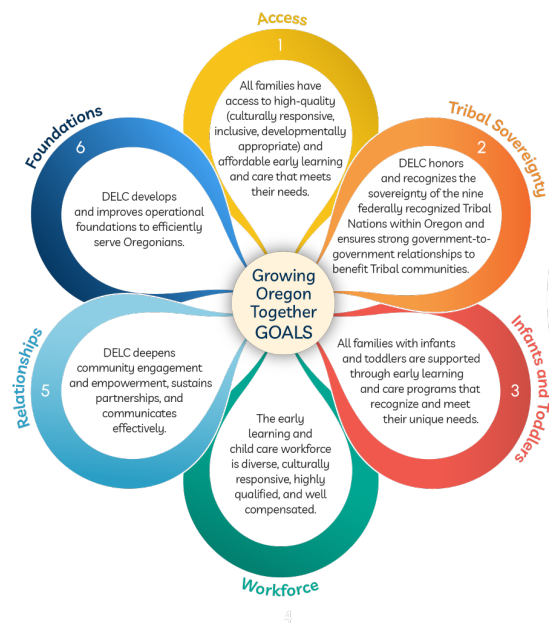 Access
1
All families have
access to high-quality
(culturally responsive,
inclusive, developmentally
appropriate) and
affordable early learning
and care that meets
their needs.
Tribal Sovereignty
2
DELC honors
and recognizes the
sovereignty of the nine
federally recognized Tribal
Nations within Oregon and
ensures strong government-to-
government relationships to
benefit Tribal communities.
Infants and Toddlers
3
All families with infants
and toddlers are supported
through early learning
and care programs that
recognize and meet
their unique needs.
Workforce
The early
learning and
child care workforce
is diverse, culturally
responsive, highly
qualified, and well
compensated.
Relationships
5
DELC deepens
community engagement
and empowerment, sustains
partnerships, and
communicates
effectively.
Foundations
6
DELC develops
and improves operational
foundations to efficiently
serve Oregonians.
Growing
Oregon
Together
GOALS